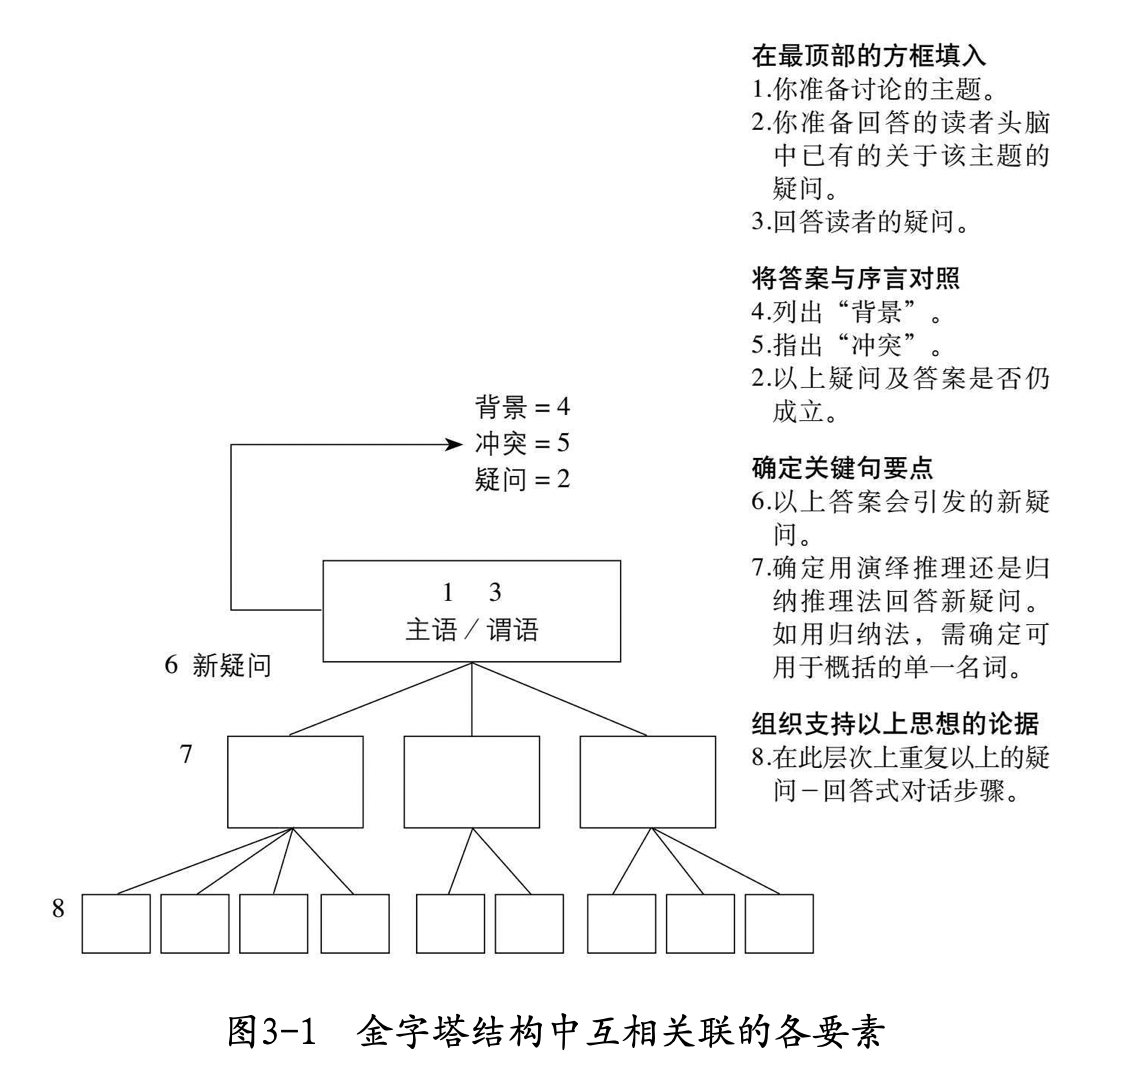 在最顶部的方框填入
1.你准备讨论的主题。
2.你准备回答的读者头脑
中已有的关于该主题的
疑问。
3.回答读者的疑问。
将答案与序言对照
4.列出“背景”。
5.指出“冲突”。
2.以上疑问及答案是否仍
成立。
确定关键句要点
6.以上答案会引发的新疑
问。
7.确定用演绎推理还是归
纳推理法回答新疑问。
如用归纳法，需确定可
用于概括的单一名词。
组织支持以上思想的论据
8.在此层次上重复以上的疑
问－回答式对话步骤。
背景 = 4
冲突 = 5
疑问 = 2
1 3
主语 / 谓语
6 新疑问
7
8
图3-1 金字塔结构中互相关联的各要素